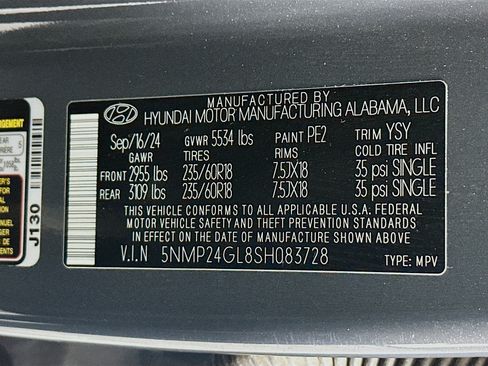 MANUFACTURED BY
HYUNDAI MOTOR MANUFACTURING ALABAMA, LLC
Sep/16/24 GVWR 5534 lbs PAINT PE2 TRIM YSY
GAWR TIRES RIMS COLD TIRE INFL
FRONT 2955 lbs 235/60R18 7.5JX18 35 psi SINGLE
REAR 3109 lbs 235/60R18 7.5JX18 35 psi SINGLE
THIS VEHICLE CONFORMS TO ALL APPLICABLE U.S.A. FEDERAL
MOTOR VEHICLE SAFETY, BUMPER, AND THEFT PREVENTION STANDARDS
IN EFFECT ON THE DATE OF MANUFACTURE SHOWN ABOVE.
V.I.N 5NMP24GL8SH083728 TYPE: MPV
J130